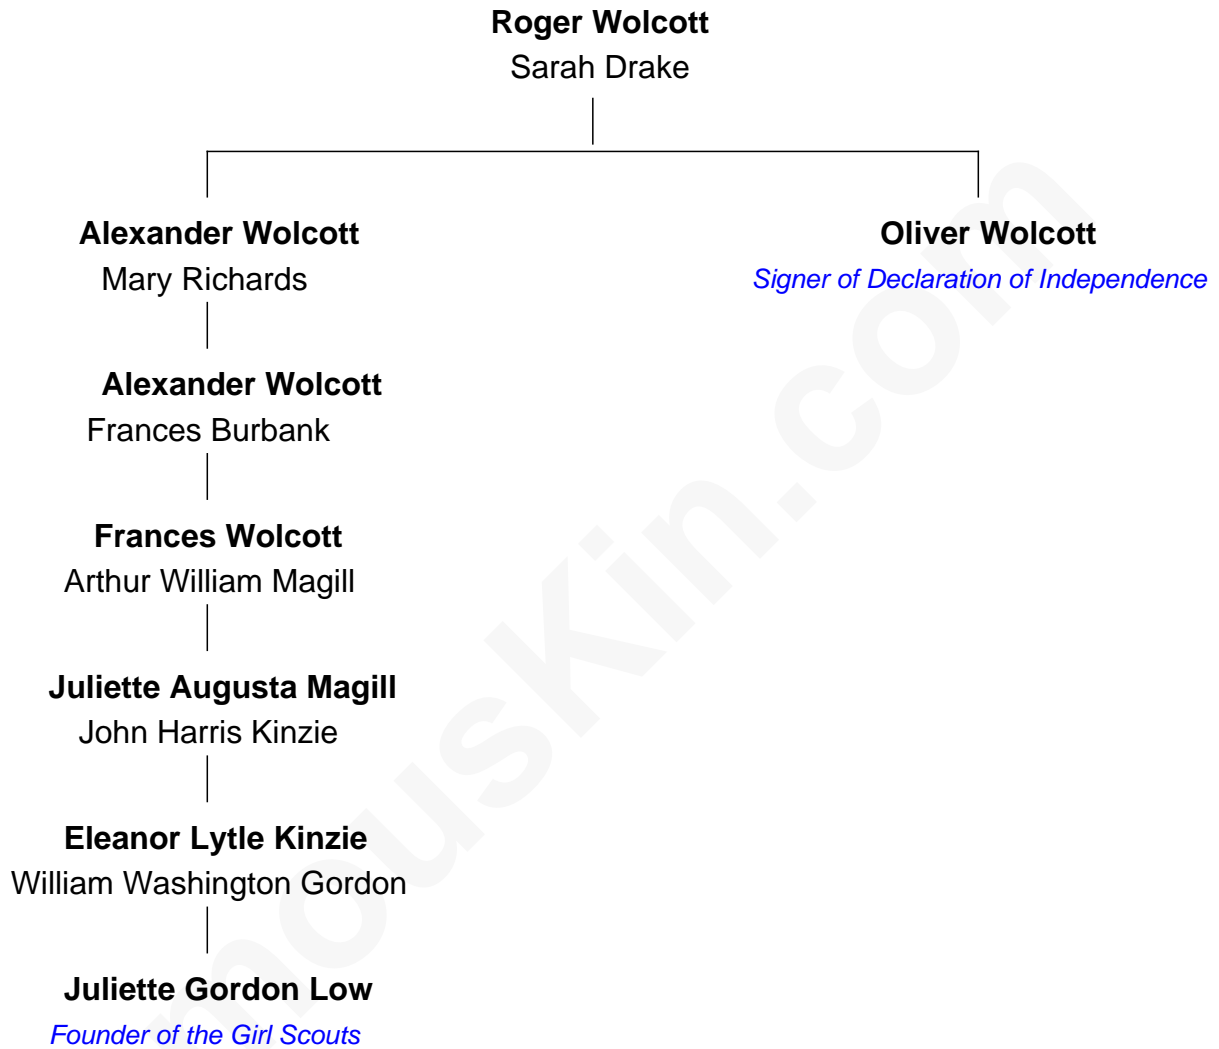 Roger Wolcott
Sarah Drake
Alexander Wolcott
Mary Richards
Oliver Wolcott
Signer of Declaration of Independence
Alexander Wolcott
Frances Burbank
Frances Wolcott
Arthur William Magill
Juliette Augusta Magill
John Harris Kinzie
Eleanor Lytle Kinzie
William Washington Gordon
Juliette Gordon Low
Founder of the Girl Scouts
mousKin.com